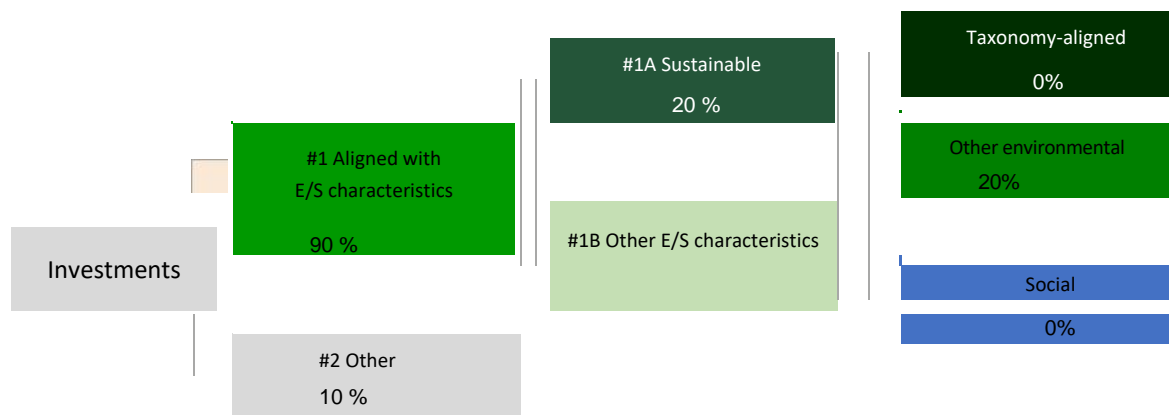 Investments
#1 Aligned with
E/S characteristics
90 %
#2 Other
10 %
#1A Sustainable
20 %
#1B Other E/S characteristics
Taxonomy-aligned
0%
Other environmental
20%
Social
0%